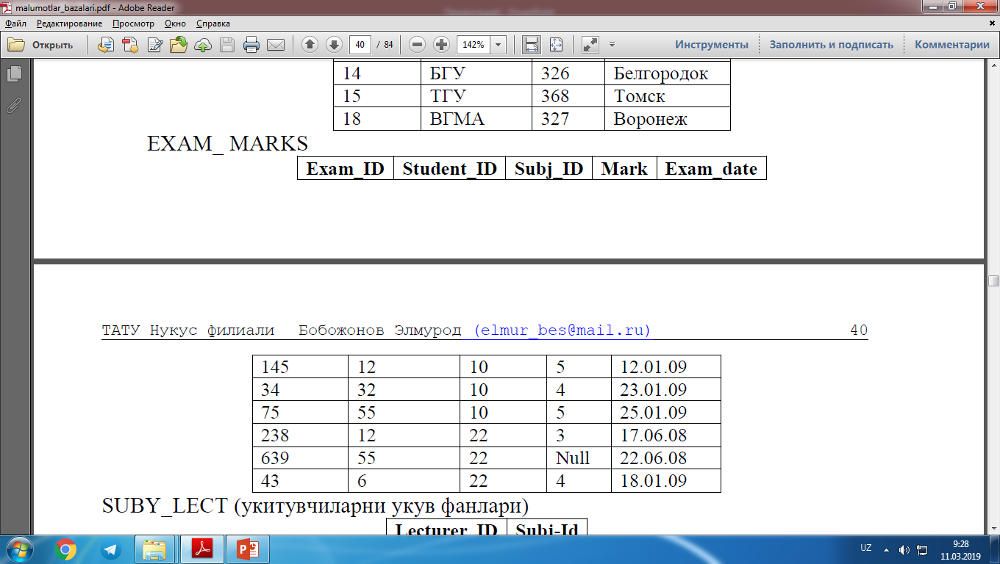 malumotlar_bazalari.pdf - Adobe Reader
Файл Редактирование Просмотр Окно Справка
Открыть 40 / 84 142% Инструменты Заполнить и подписать Комментарии
14 БГУ 326 Белгородок
15 ТГУ 368 Томск
18 ВГМА 327 Воронеж
EXAM_ MARKS
Exam_ID Student_ID Subj_ID Mark Exam_date
ТАТУ Нукус филиали Бобожонов Элмурод (elmur_bes@mail.ru) 40
145 12 10 5 12.01.09
34 32 10 4 23.01.09
75 55 10 5 25.01.09
238 12 22 3 17.06.08
639 55 22 Null 22.06.08
43 6 22 4 18.01.09
SUBY_LECT (укитувчиларни укув фанлари)
Lecturer_ID Subj-Id
UZ 9:28
11.03.2019